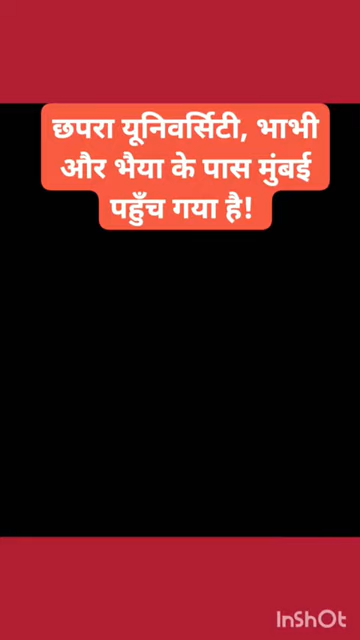 छपरा यूनिवर्सिटी, भाभी
और भैया के पास मुंबई
पहुँच गया है!
InShOt